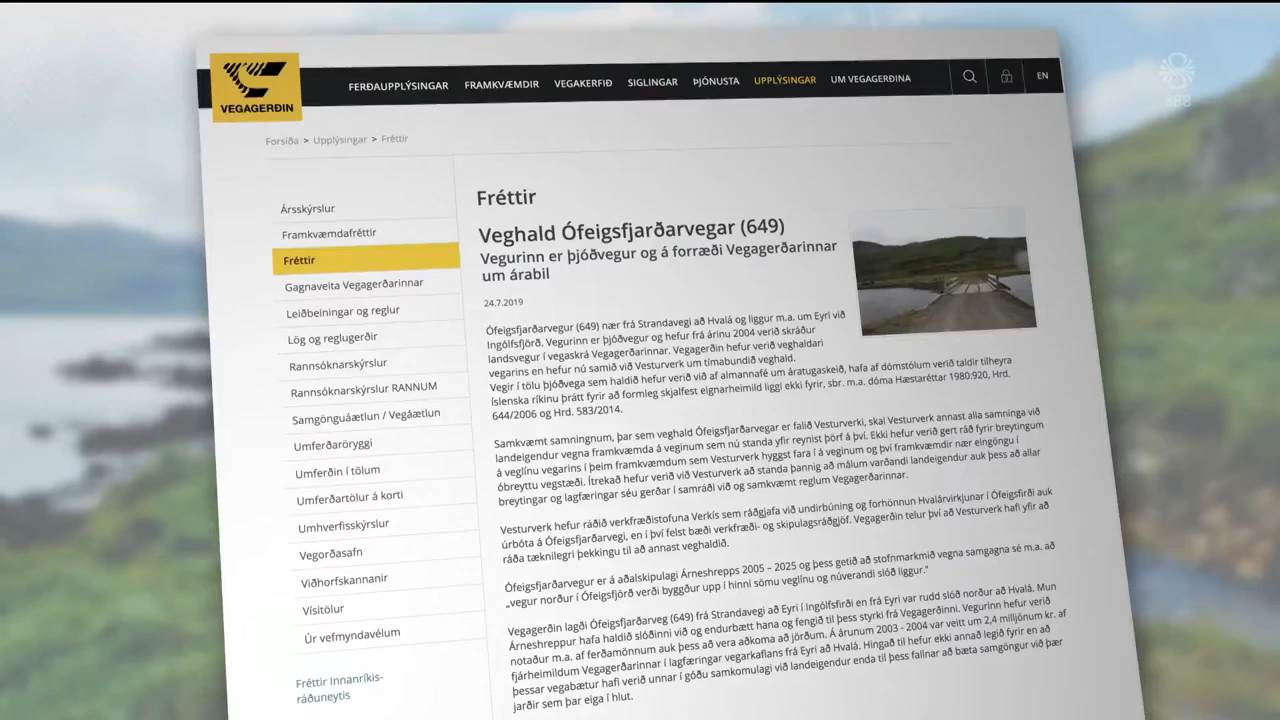 VEGAGERÐIN
FERÐAUPPLÝSINGAR FRAMKVÆMDIR VEGAKERFIÐ SIGLINGAR ÞJÓNUSTA UPPLÝSINGAR UM VEGAGERÐINA EN
888
Forsíða > Upplýsingar > Fréttir
Ársskýrslur
Framkvæmdafréttir
Fréttir
Gagnaveita Vegagerðarinnar
Leiðbeiningar og reglur
Lög og reglugerðir
Rannsóknarskýrslur
Rannsóknarskýrslur RANNUM
Samgönguáætlun / Vegáætlun
Umferðaröryggi
Umferðin í tölum
Umferðartölur á korti
Umhverfisskýrslur
Vegorðasafn
Viðhorfskannanir
Vísitölur
Úr vefmyndavélum
Fréttir Innanríkis-
ráðuneytis
Fréttir
Veghald Ófeigsfjarðarvegar (649)
Vegurinn er þjóðvegur og á forræði Vegagerðarinnar
um árabil
24.7.2019
Ófeigsfjarðarvegur (649) nær frá Strandavegi að Hvalá og liggur m.a. um Eyri við
Ingólfsfjörð. Vegurinn er þjóðvegur og hefur frá árinu 2004 verið skráður
landsvegur í vegaskrá Vegagerðarinnar. Vegagerðin hefur verið veghaldari
vegarins en hefur nú samið við Vesturverk um tímabundið veghald.
Vegir í tölu þjóðvega sem haldið hefur verið við af almannafé um áratugaskeið, hafa af dómstólum verið taldir tilheyra
íslenska ríkinu þrátt fyrir að formleg skjalfest eignarheimild liggi ekki fyrir, sbr. m.a. dóma Hæstaréttar 1980:920, Hrd.
644/2006 og Hrd. 583/2014.
Samkvæmt samningnum, þar sem veghald Ófeigsfjarðarvegar er falið Vesturverki, skal Vesturverk annast alla samninga við
landeigendur vegna framkvæmda á veginum sem nú standa yfir reynist þörf á því. Ekki hefur verið gert ráð fyrir breytingum
á veglínu vegarins í þeim framkvæmdum sem Vesturverk hyggst fara í á veginum og því framkvæmdir nær eingöngu í
óbreyttu vegstæði. Ítrekað hefur verið við Vesturverk að standa þannig að málum varðandi landeigendur auk þess að allar
breytingar og lagfæringar séu gerðar í samráði við og samkvæmt reglum Vegagerðarinnar.
Vesturverk hefur ráðið verkfræðistofuna Verkís sem ráðgjafa við undirbúning og forhönnun Hvalárvirkjunar í Ófeigsfirði auk
úrbóta á Ófeigsfjarðarvegi, en í því felst bæði verkfræði- og skipulagsráðgjöf. Vegagerðin telur því að Vesturverk hafi yfir að
ráða tæknilegri þekkingu til að annast veghaldið.
Ófeigsfjarðarvegur er á aðalskipulagi Árneshrepps 2005 – 2025 og þess getið að stofnmarkmið vegna samgagna sé m.a. að
„vegur norður í Ófeigsfjörð verði byggður upp í hinni sömu veglínu og núverandi slóð liggur."
Vegagerðin lagði Ófeigsfjarðarveg (649) frá Strandavegi að Eyri í Ingólfsfirði en frá Eyri var rudd slóð norður að Hvalá. Mun
Árneshreppur hafa haldið slóðinni við og endurbætt hana og fengið til þess styrki frá Vegagerðinni. Vegurinn hefur verið
notaður m.a. af ferðamönnum auk þess að vera aðkoma að jörðum. Á árunum 2003 - 2004 var veitt um 2,4 milljónum kr. af
fjárheimildum Vegagerðarinnar í lagfæringar vegarkaflans frá Eyri að Hvalá. Hingað til hefur ekki annað legið fyrir en að
þessar vegabætur hafi verið unnar í góðu samkomulagi við landeigendur enda til þess fallnar að bæta samgöngur við þær
jarðir sem þar eiga í hlut.